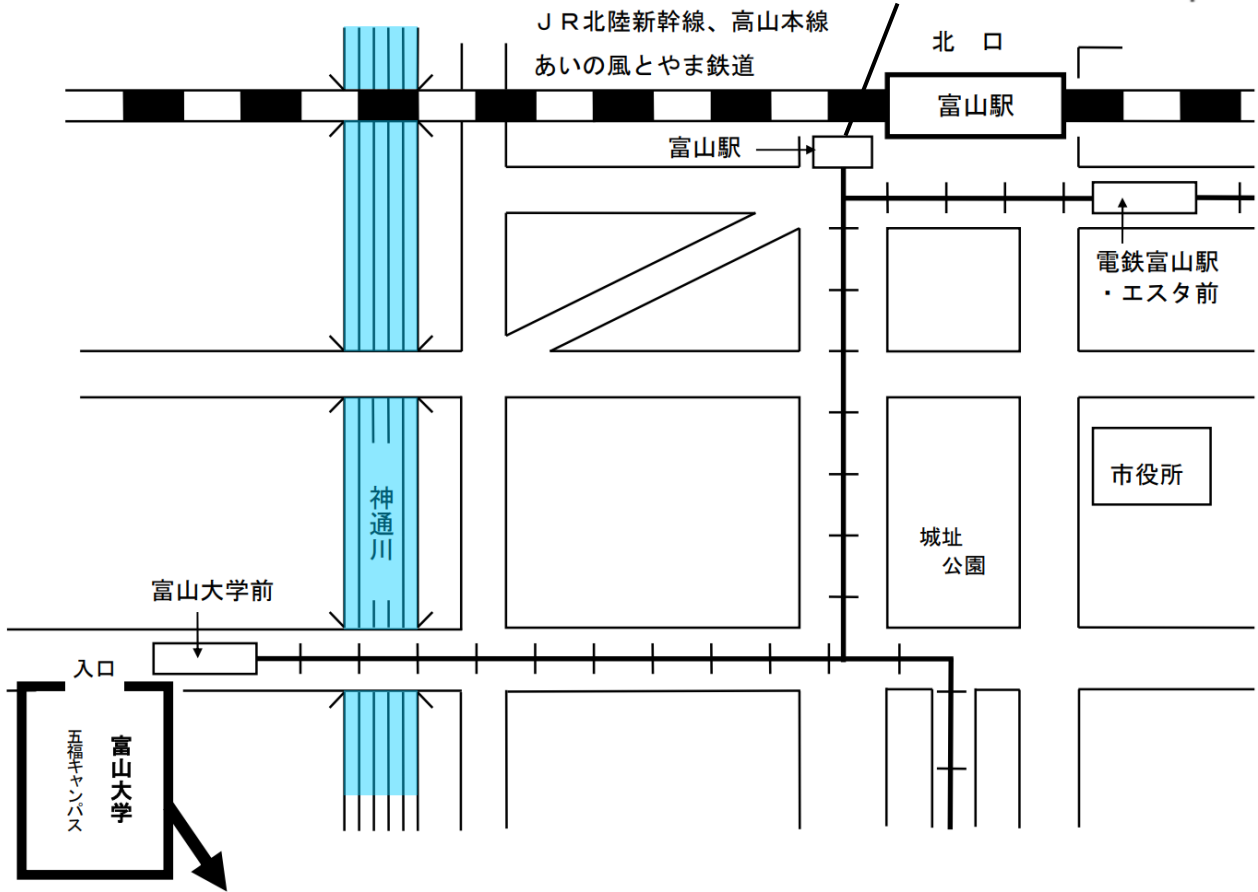 ＪＲ北陸新幹線、高山本線
あいの風とやま鉄道
北　口
富山駅
富山駅
電鉄富山駅
・エスタ前
市役所
城址
公園
神通川
富山大学前
入口
富山大学
五福キャンパス